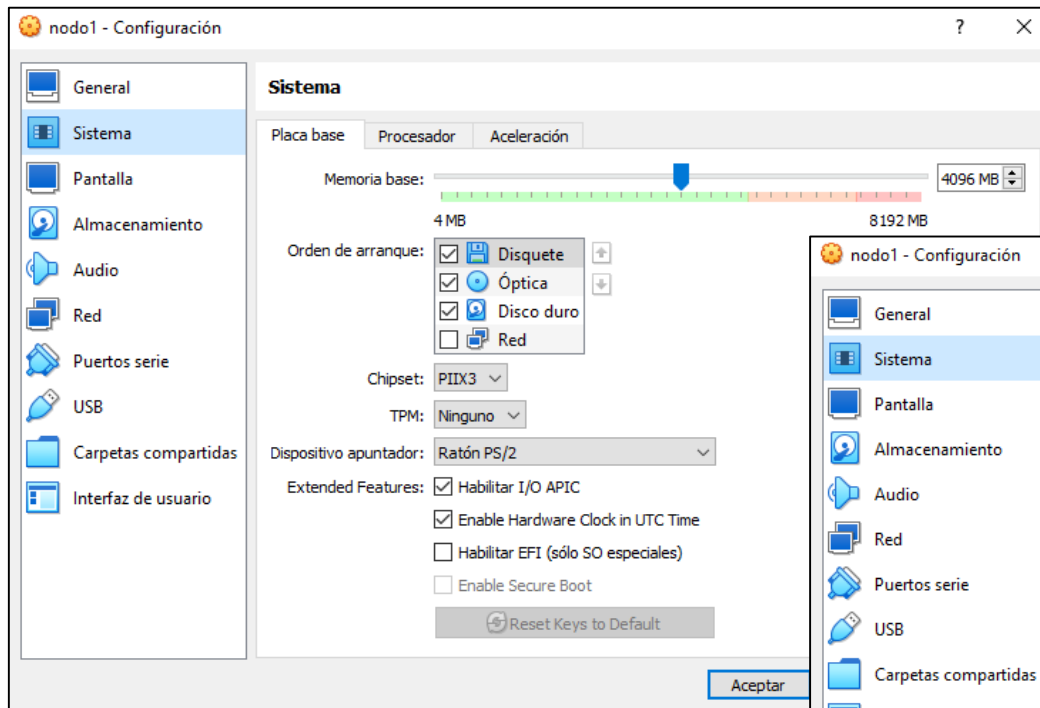 nodo1 - Configuración
?
General
Sistema
Pantalla
Almacenamiento
Audio
Red
Puertos serie
USB
Carpetas compartidas
Interfaz de usuario
Sistema
Placa base Procesador Aceleración
Memoria base: 4096 MB
4 MB 8192 MB
Orden de arranque: Disquete
Óptica
Disco duro
Red
Chipset: PIIX3
TPM: Ninguno
Dispositivo apuntador: Ratón PS/2
Extended Features: Habilitar I/O APIC
Enable Hardware Clock in UTC Time
Habilitar EFI (sólo SO especiales)
Enable Secure Boot
Reset Keys to Default
Aceptar
nodo1 - Configuración
General
Sistema
Pantalla
Almacenamiento
Audio
Red
Puertos serie
USB
Carpetas compartidas